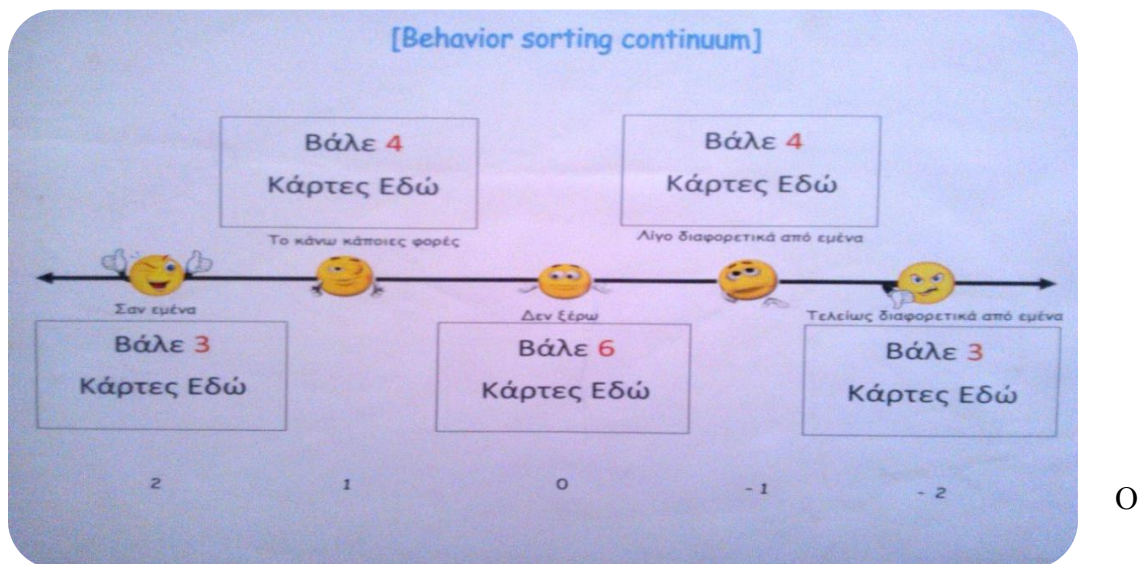 [Behavior sorting continuum]
Βάλε 4
Κάρτες Εδώ
Βάλε 4
Κάρτες Εδώ
Το κάνω κάποιες φορές
Λίγο διαφορετικά από εμένα
Σαν εμένα
Δεν ξέρω
Τελείως διαφορετικά από εμένα
Βάλε 3
Κάρτες Εδώ
Βάλε 6
Κάρτες Εδώ
Βάλε 3
Κάρτες Εδώ
2 1 0 - 1 - 2
Ο